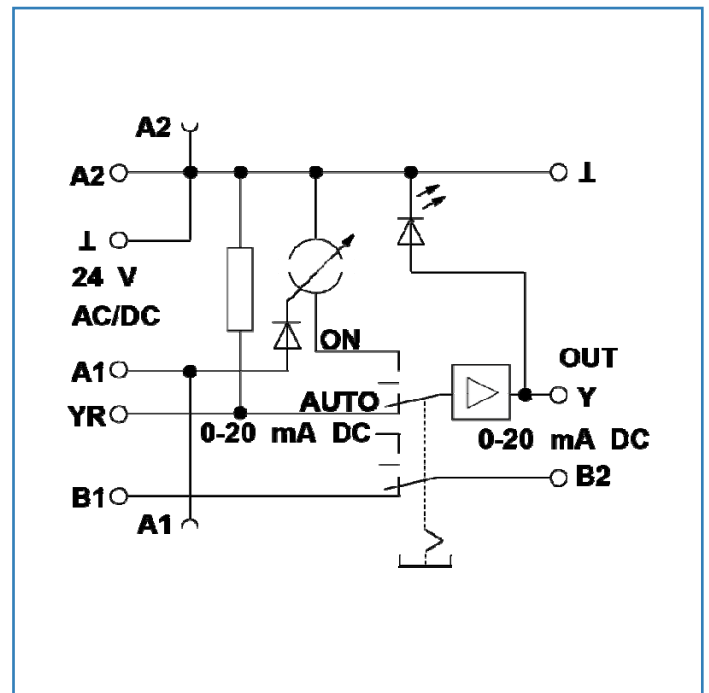 A2
A2 ⊥
⊥
24 V
AC/DC
ON
A1
OUT
AUTO
Y
YR
0-20 mA DC
0-20 mA DC
B1
B2
A1